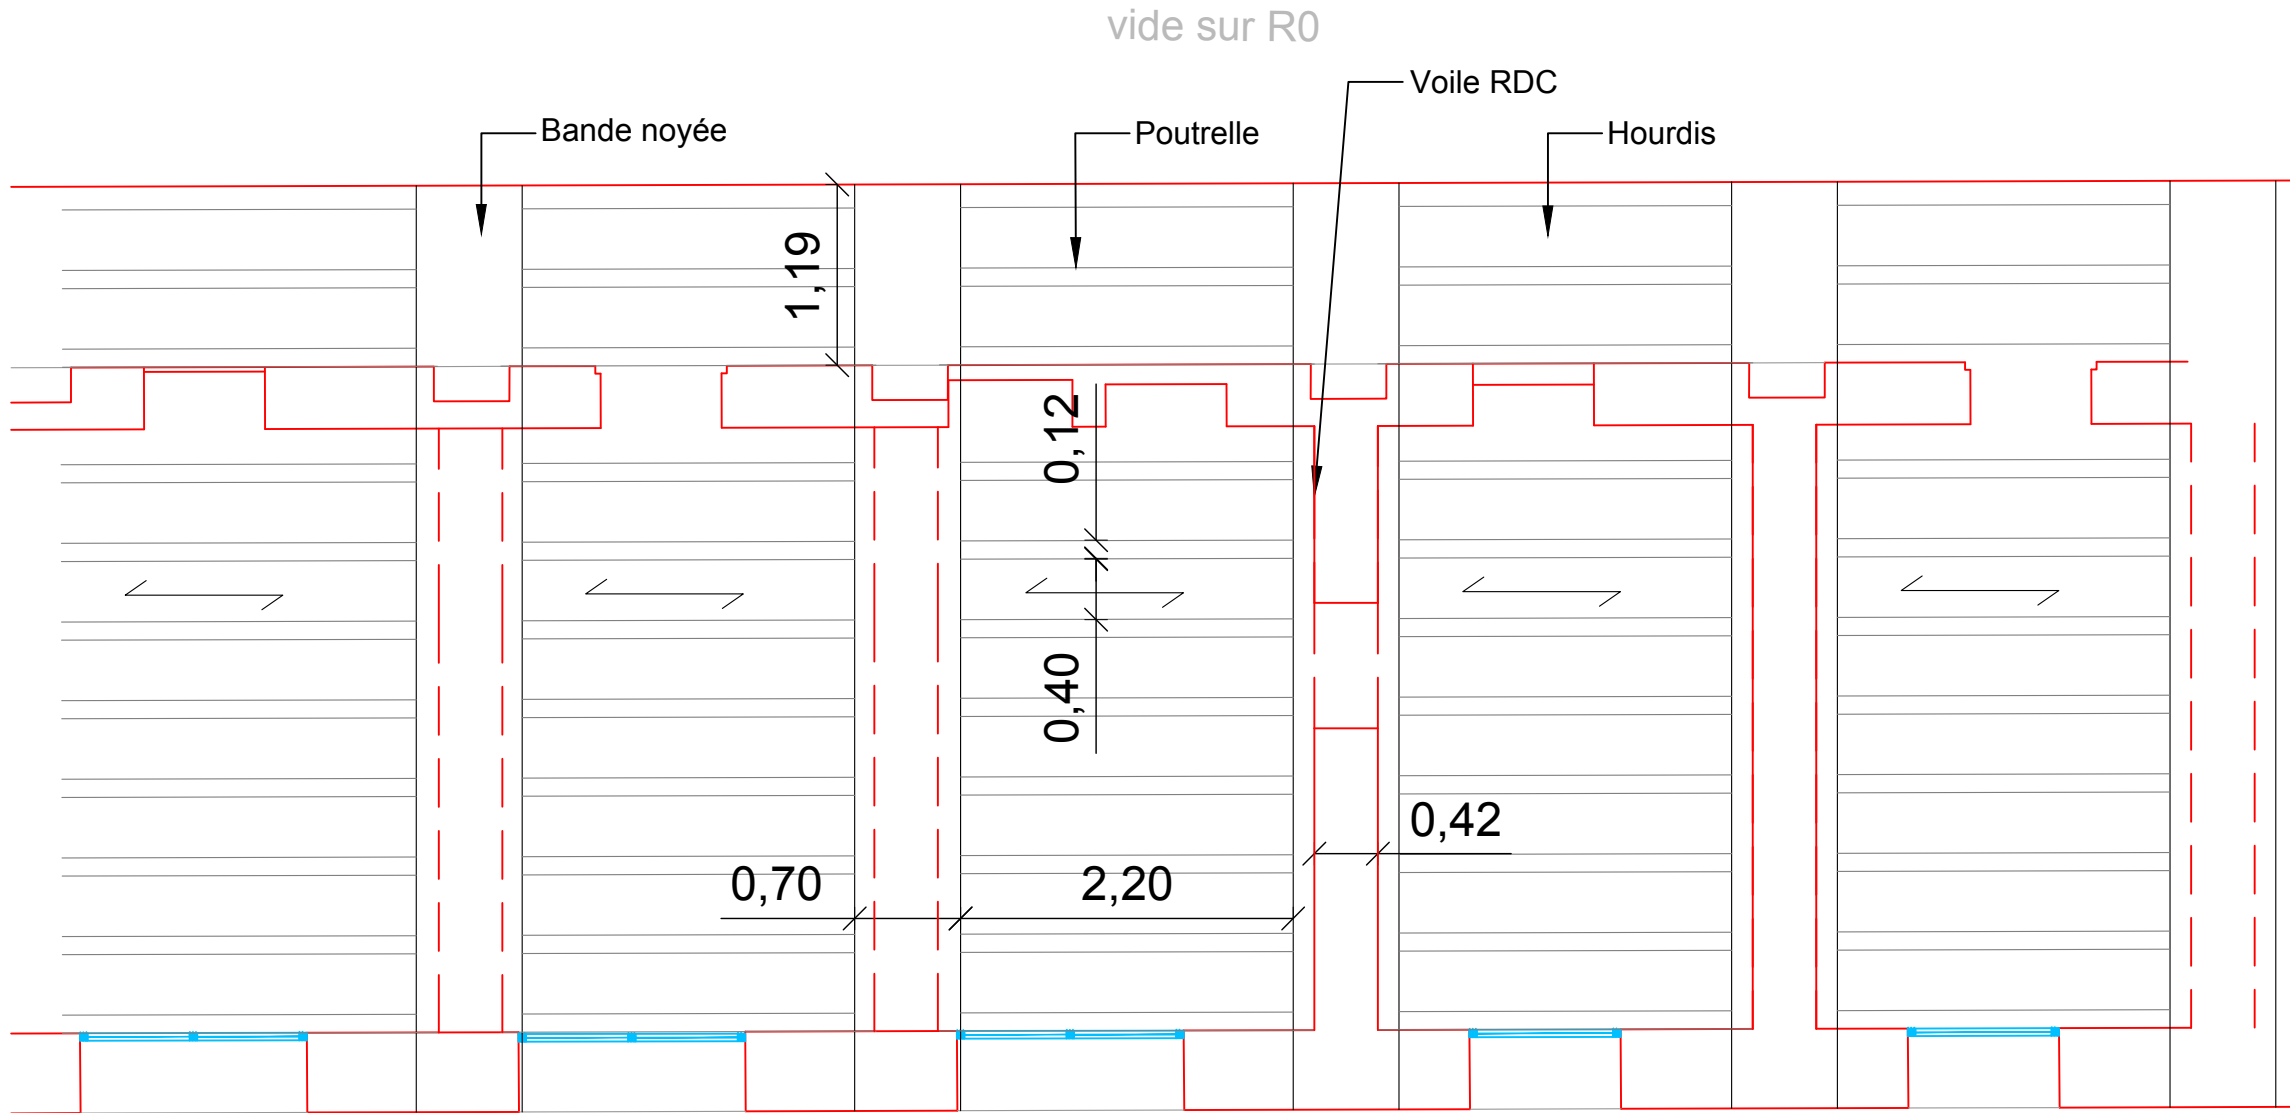 vide sur R0
Voile RDC
Bande noyée
Poutrelle
Hourdis
1,19
0,12
0,40
0,42
0,70
2,20